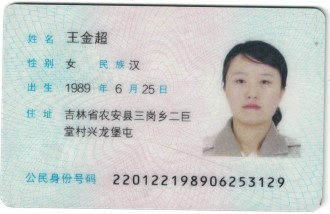 姓名 王金超
性别 女 民族 汉
出生 1989 年 6 月 25 日
住址 吉林省农安县三岗乡二巨
堂村兴龙堡屯
公民身份号码 220122198906253129